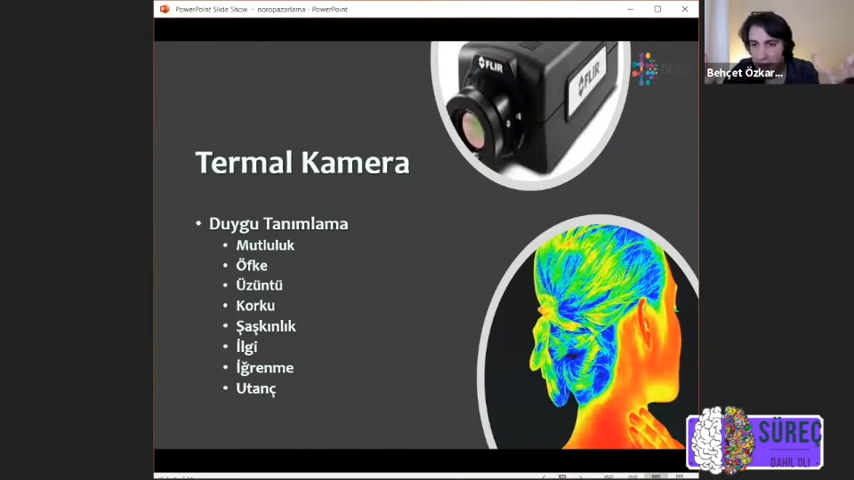 PowerPoint Slide Show - noropazarlama - PowerPoint
FLIR
FLIR
Behçet Özkar...
Termal Kamera
• Duygu Tanımlama
• Mutluluk
• Öfke
• Üzüntü
• Korku
• Şaşkınlık
• İlgi
• İğrenme
• Utanç
SÜREÇ
DAHİL OL!